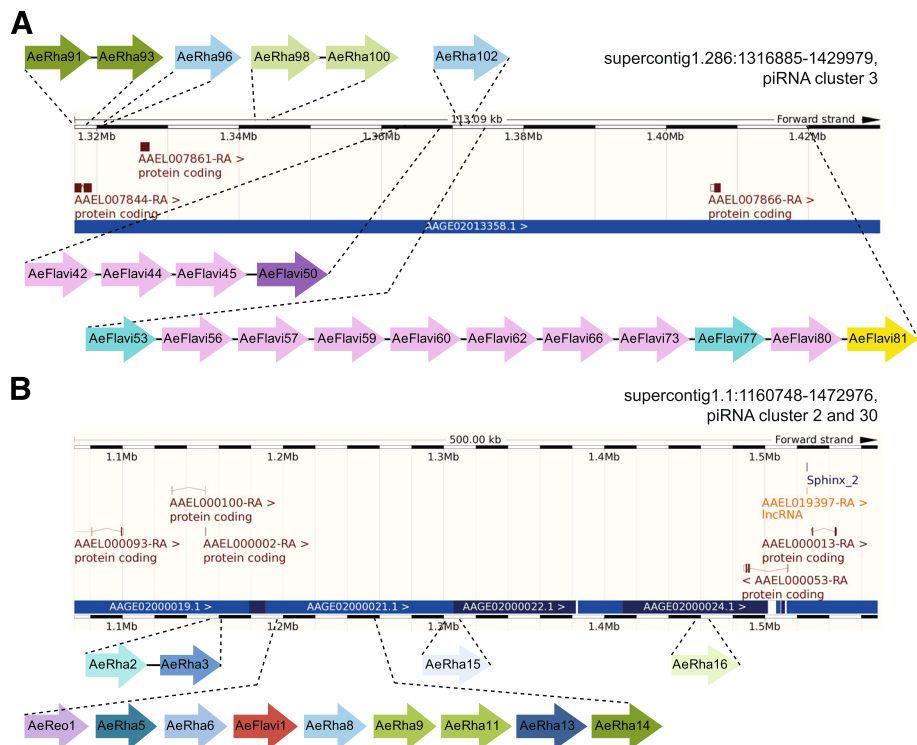 A
AeRha91 AeRha93 AeRha96 AeRha98 AeRha100 AeRha102
supercontig1.286:1316885-1429979,
piRNA cluster 3
113.09 kb Forward strand
1.32Mb 1.34Mb 1.36Mb 1.38Mb 1.40Mb 1.42Mb
AAEL007861-RA >
protein coding
AAEL007844-RA > AAEL007866-RA >
protein coding protein coding
AAGE02013358.1 >
AeFlavi42 AeFlavi44 AeFlavi45 AeFlavi50
AeFlavi53 AeFlavi56 AeFlavi57 AeFlavi59 AeFlavi60 AeFlavi62 AeFlavi66 AeFlavi73 AeFlavi77 AeFlavi80 AeFlavi81
B
supercontig1.1:1160748-1472976,
piRNA cluster 2 and 30
500.00 kb Forward strand
1.1Mb 1.2Mb 1.3Mb 1.4Mb 1.5Mb
Sphinx_2
AAEL000100-RA > AAEL019397-RA >
protein coding lncRNA
AAEL000093-RA > AAEL000002-RA > AAEL000013-RA >
protein coding protein coding protein coding
< AAEL000053-RA
protein coding
AAGE02000019.1 > AAGE02000021.1 > AAGE02000022.1 > AAGE02000024.1 >
1.1Mb 1.2Mb 1.3Mb 1.4Mb 1.5Mb
AeRha2 AeRha3 AeRha15 AeRha16
AeReo1 AeRha5 AeRha6 AeFlavi1 AeRha8 AeRha9 AeRha11 AeRha13 AeRha14